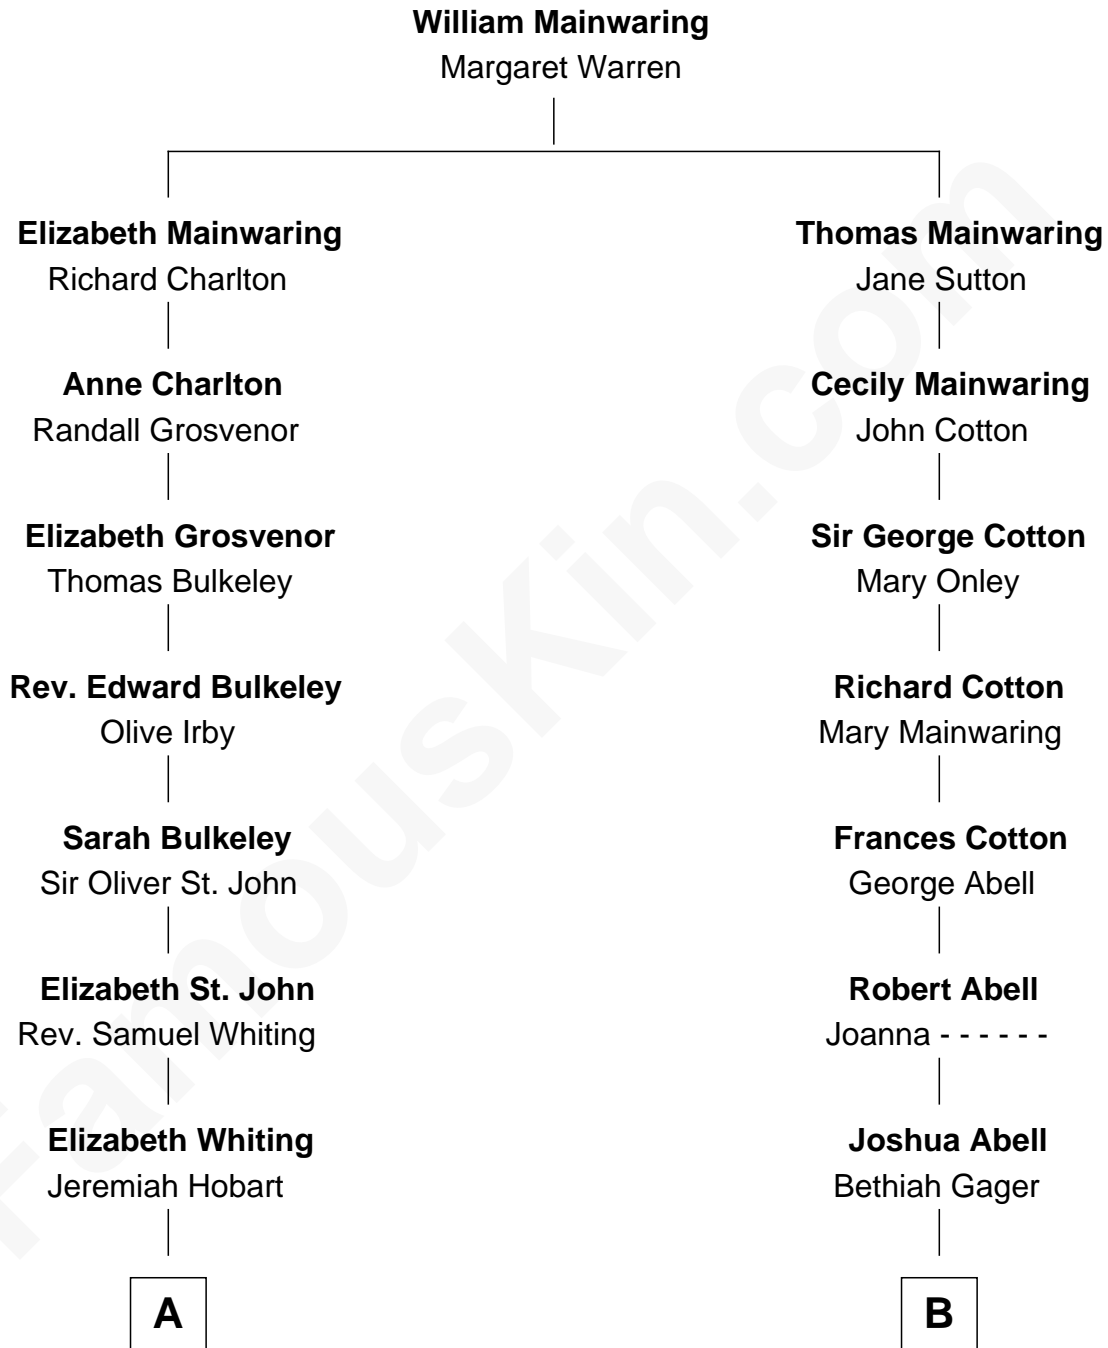 William Mainwaring
Margaret Warren
Elizabeth Mainwaring
Richard Charlton
Thomas Mainwaring
Jane Sutton
Anne Charlton
Randall Grosvenor
Cecily Mainwaring
John Cotton
Elizabeth Grosvenor
Thomas Bulkeley
Sir George Cotton
Mary Onley
Rev. Edward Bulkeley
Olive Irby
Richard Cotton
Mary Mainwaring
Sarah Bulkeley
Sir Oliver St. John
Frances Cotton
George Abell
Elizabeth St. John
Rev. Samuel Whiting
Robert Abell
Joanna - - - - - -
Elizabeth Whiting
Jeremiah Hobart
Joshua Abell
Bethiah Gager
A
B
FamousKin.com